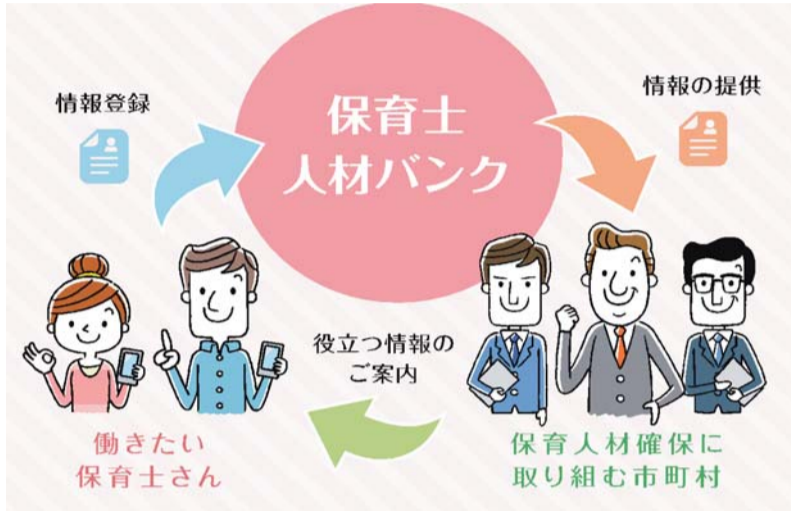 情報登録
保育士
人材バンク
情報の提供
役立つ情報の
ご案内
働きたい
保育士さん
保育人材確保に
取り組む市町村